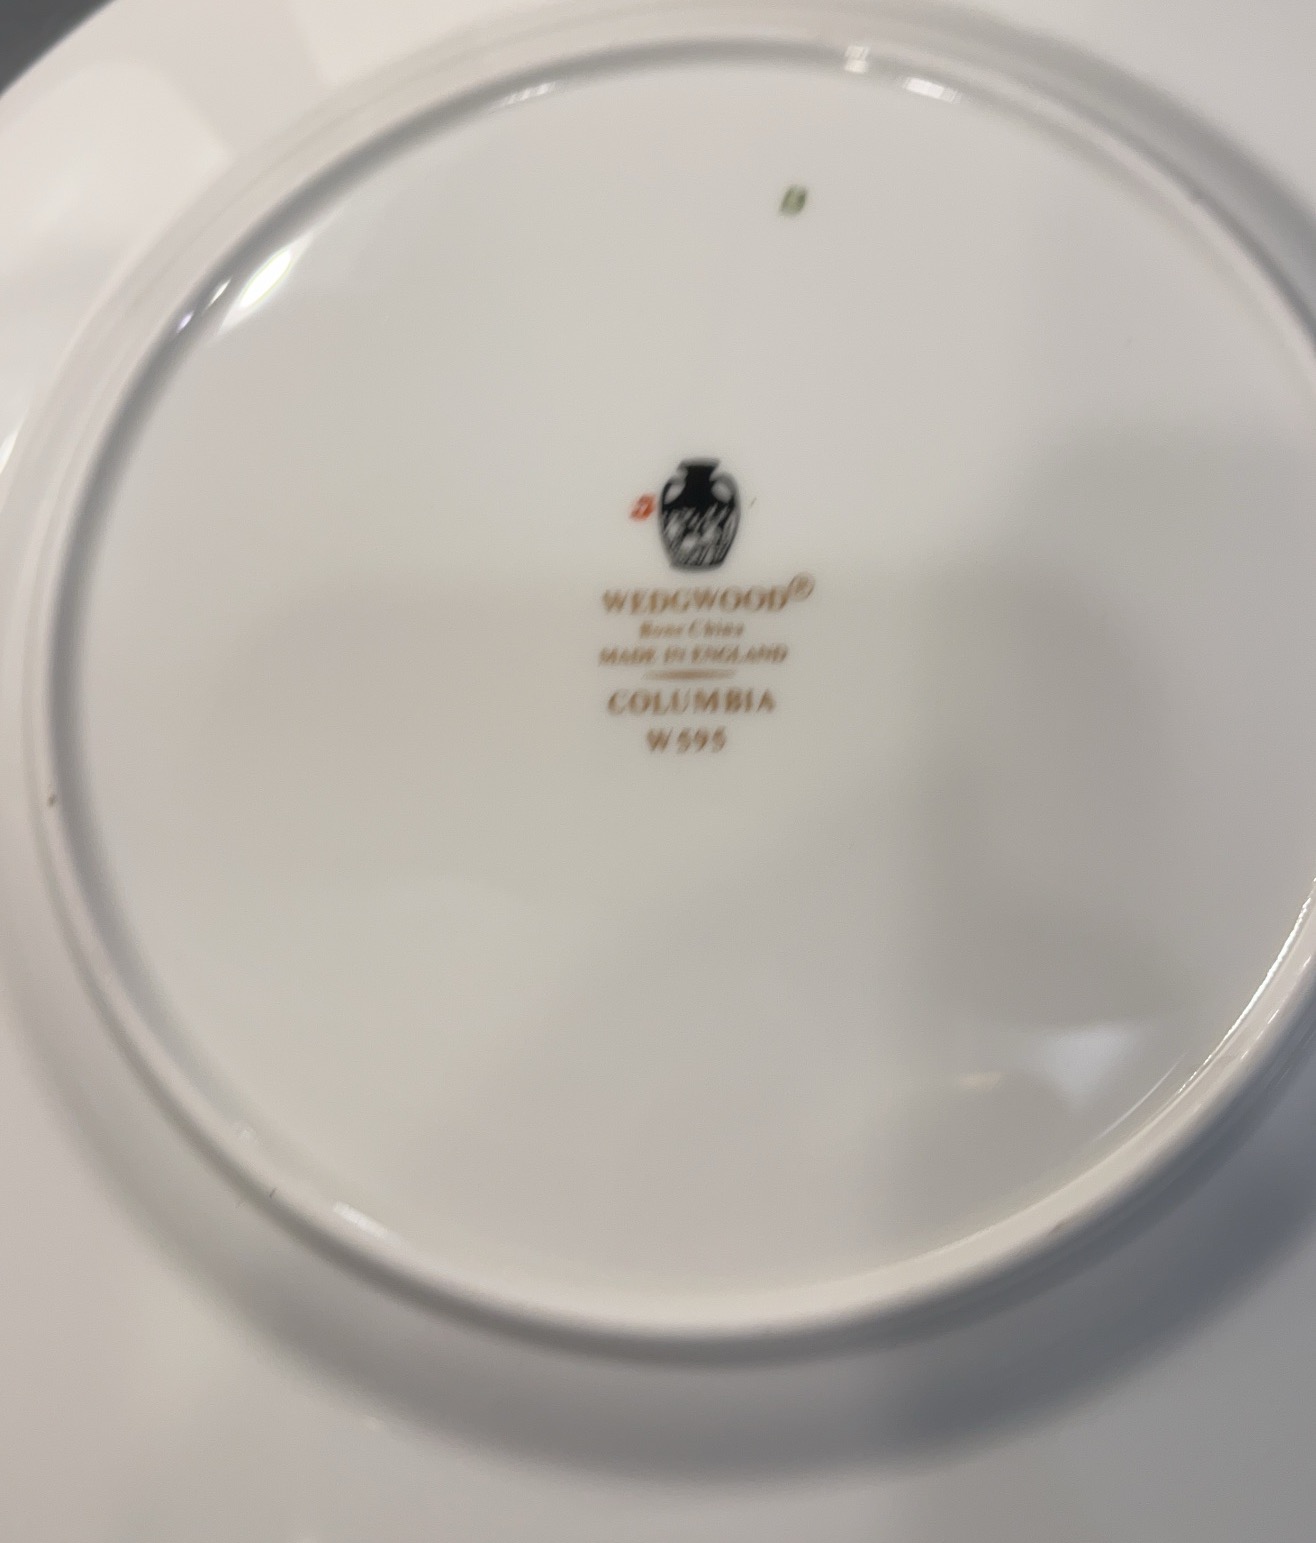 WEDGWOOD®
Bone China
MADE IN ENGLAND
COLUMBIA
W595